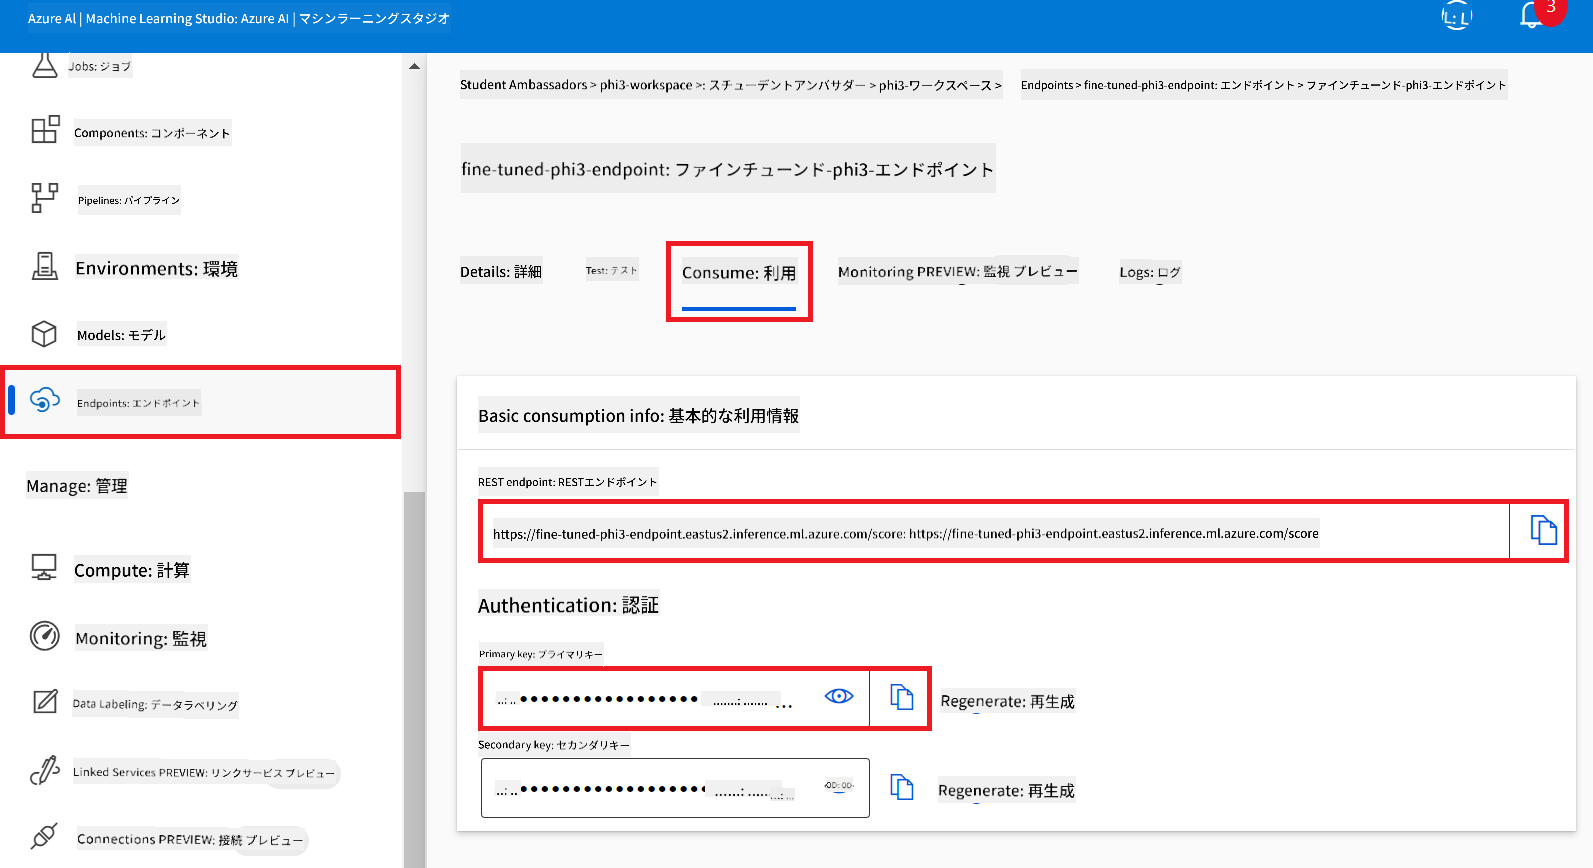 Azure AI | Machine Learning Studio: Azure AI | マシンラーニングスタジオ
3
Jobs: ジョブ
Components: コンポーネント
Pipelines: パイプライン
Environments: 環境
Models: モデル
Endpoints: エンドポイント
Manage: 管理
Compute: 計算
Monitoring: 監視
Data Labeling: データラベリング
Linked Services PREVIEW: リンクサービス プレビュー
Connections PREVIEW: 接続 プレビュー
Student Ambassadors > phi3-workspace >: スチューデントアンバサダー > phi3-ワークスペース > Endpoints > fine-tuned-phi3-endpoint: エンドポイント > ファインチューンド-phi3-エンドポイント
fine-tuned-phi3-endpoint: ファインチューンド-phi3-エンドポイント
Details: 詳細 Test: テスト Consume: 利用 Monitoring PREVIEW: 監視 プレビュー Logs: ログ
Basic consumption info: 基本的な利用情報
REST endpoint: RESTエンドポイント
https://fine-tuned-phi3-endpoint.eastus2.inference.ml.azure.com/score: https://fine-tuned-phi3-endpoint.eastus2.inference.ml.azure.com/score
Authentication: 認証
Primary key: プライマリキー
Regenerate: 再生成
Secondary key: セカンダリキー
Regenerate: 再生成